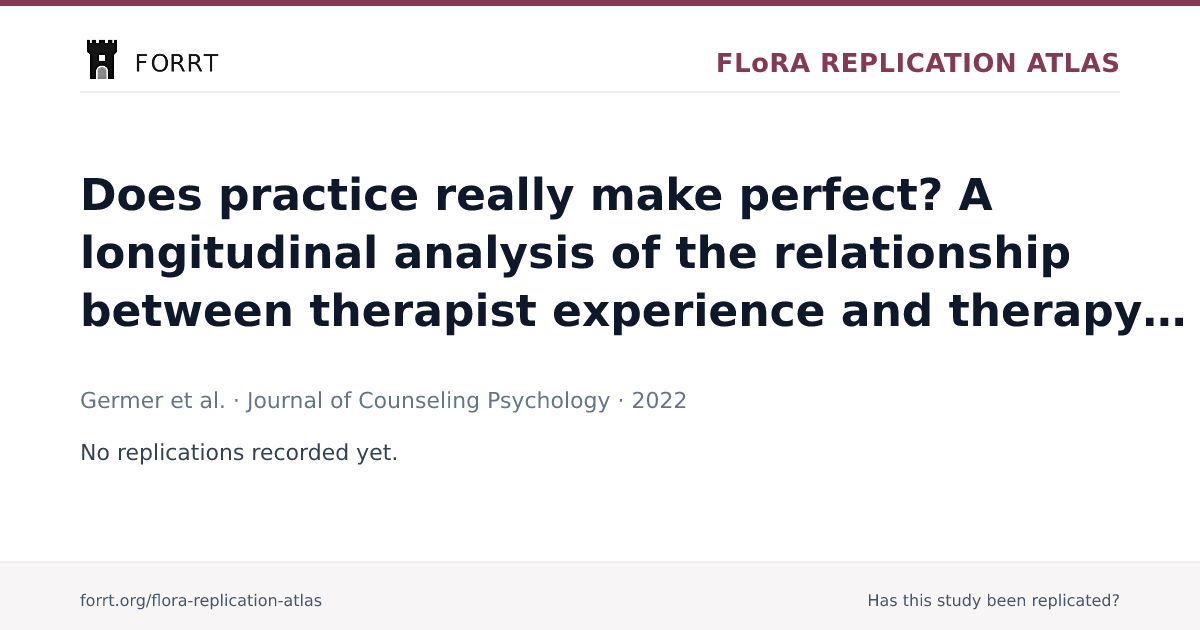 FORRT
FLoRA REPLICATION ATLAS
Does practice really make perfect? A
longitudinal analysis of the relationship
between therapist experience and therapy…
Germer et al. · Journal of Counseling Psychology · 2022
No replications recorded yet.
forrt.org/flora-replication-atlas
Has this study been replicated?